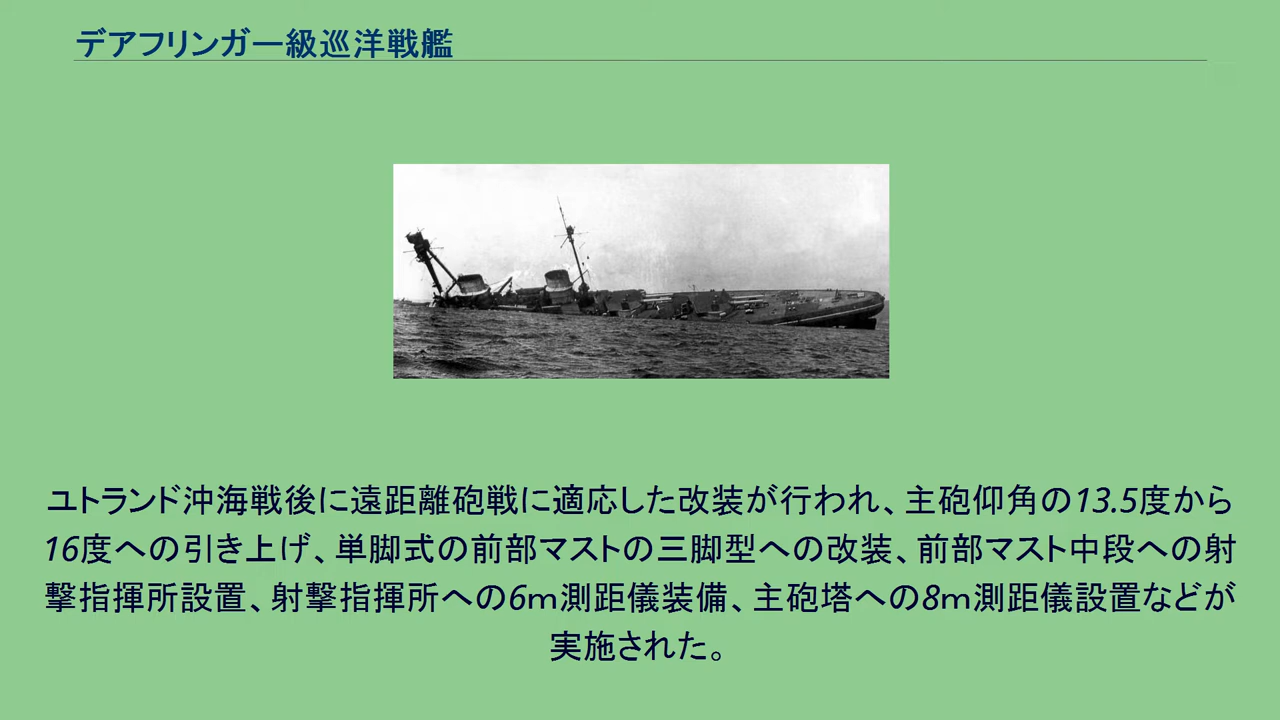 デアフリンガー級巡洋戦艦
ユトランド沖海戦後に遠距離砲戦に適応した改装が行われ、主砲仰角の13.5度から
16度への引き上げ、単脚式の前部マストの三脚型への改装、前部マスト中段への射
撃指揮所設置、射撃指揮所への6m測距儀装備、主砲塔への8m測距儀設置などが
実施された。